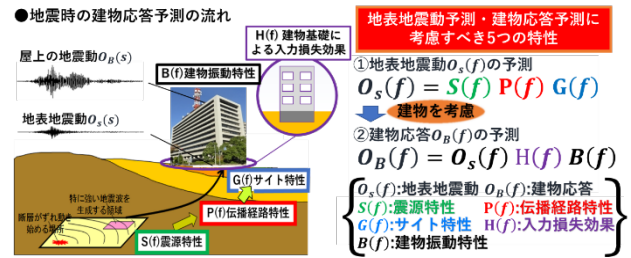 ●地震時の建物応答予測の流れ
屋上の地震動O_B(s)
地表地震動O_s(s)
B(f)建物振動特性
H(f) 建物基礎に
よる入力損失効果
G(f)サイト特性
P(f)伝播経路特性
S(f)震源特性
特に強い地震波を
生成する領域
断層がずれ動き
始める場所
地表地震動予測・建物応答予測に
考慮すべき5つの特性
①地表地震動O_s(f)の予測
O_s(f) = S(f) P(f) G(f)
建物を考慮
②建物応答O_B(f)の予測
O_B(f) = O_s(f) H(f) B(f)
O_s(f):地表地震動 O_B(f):建物応答
S(f):震源特性 P(f):伝播経路特性
G(f):サイト特性 H(f):入力損失効果
B(f):建物振動特性